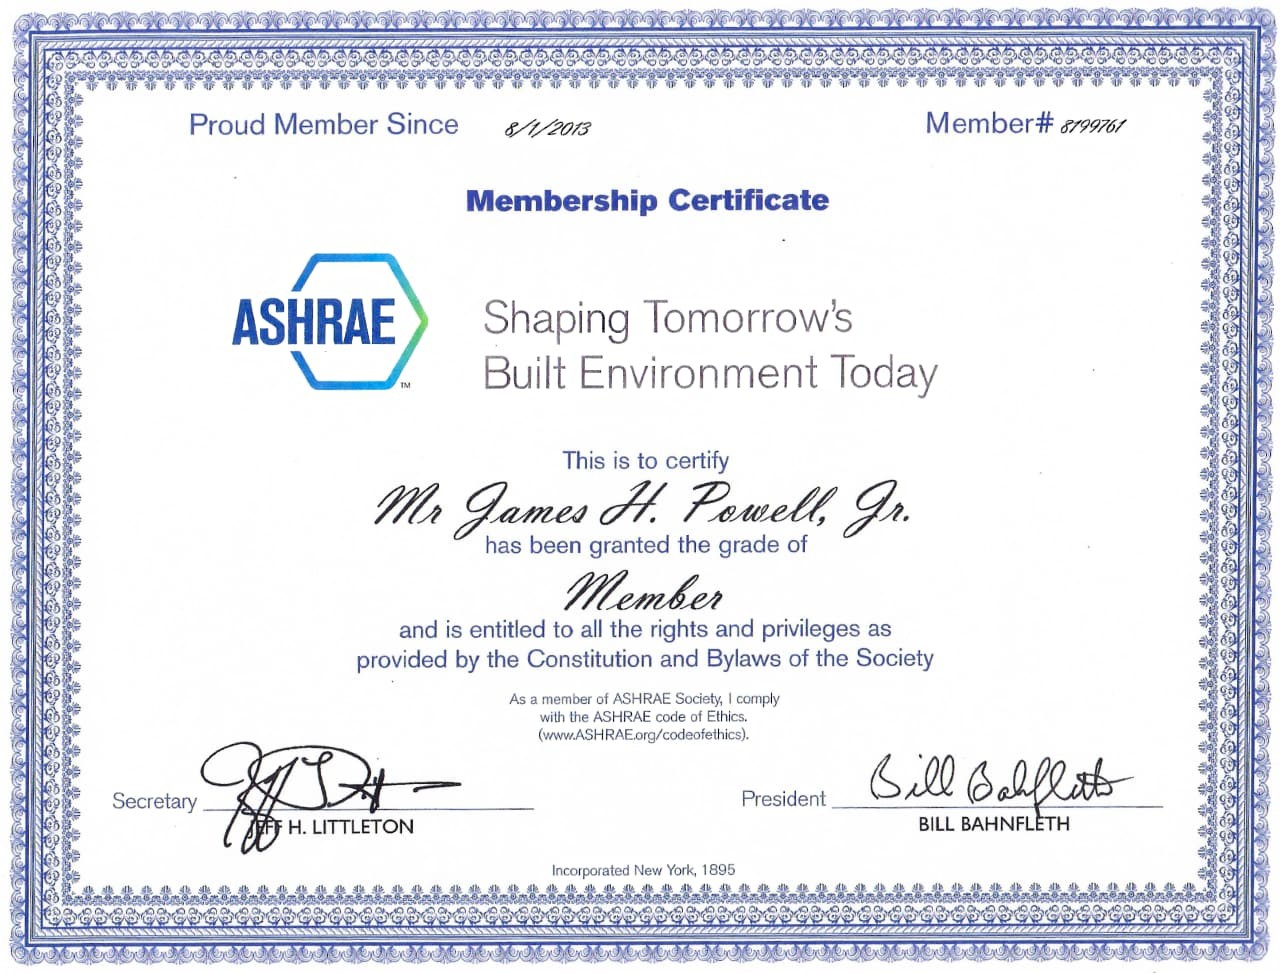 Proud Member Since 8/1/2013 Member# 8199761
Membership Certificate
ASHRAE™
Shaping Tomorrow's
Built Environment Today
This is to certify
Mr James H. Powell, Jr.
has been granted the grade of
Member
and is entitled to all the rights and privileges as
provided by the Constitution and Bylaws of the Society
As a member of ASHRAE Society, I comply
with the ASHRAE code of Ethics.
(www.ASHRAE.org/codeofethics).
Secretary President Bill Bahnfleth
JEFF H. LITTLETON BILL BAHNFLETH
Incorporated New York, 1895